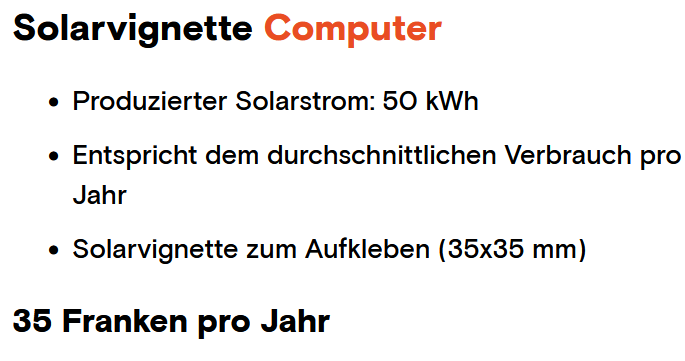 Solarvignette Computer
• Produzierter Solarstrom: 50 kWh
• Entspricht dem durchschnittlichen Verbrauch pro
Jahr
• Solarvignette zum Aufkleben (35x35 mm)
35 Franken pro Jahr